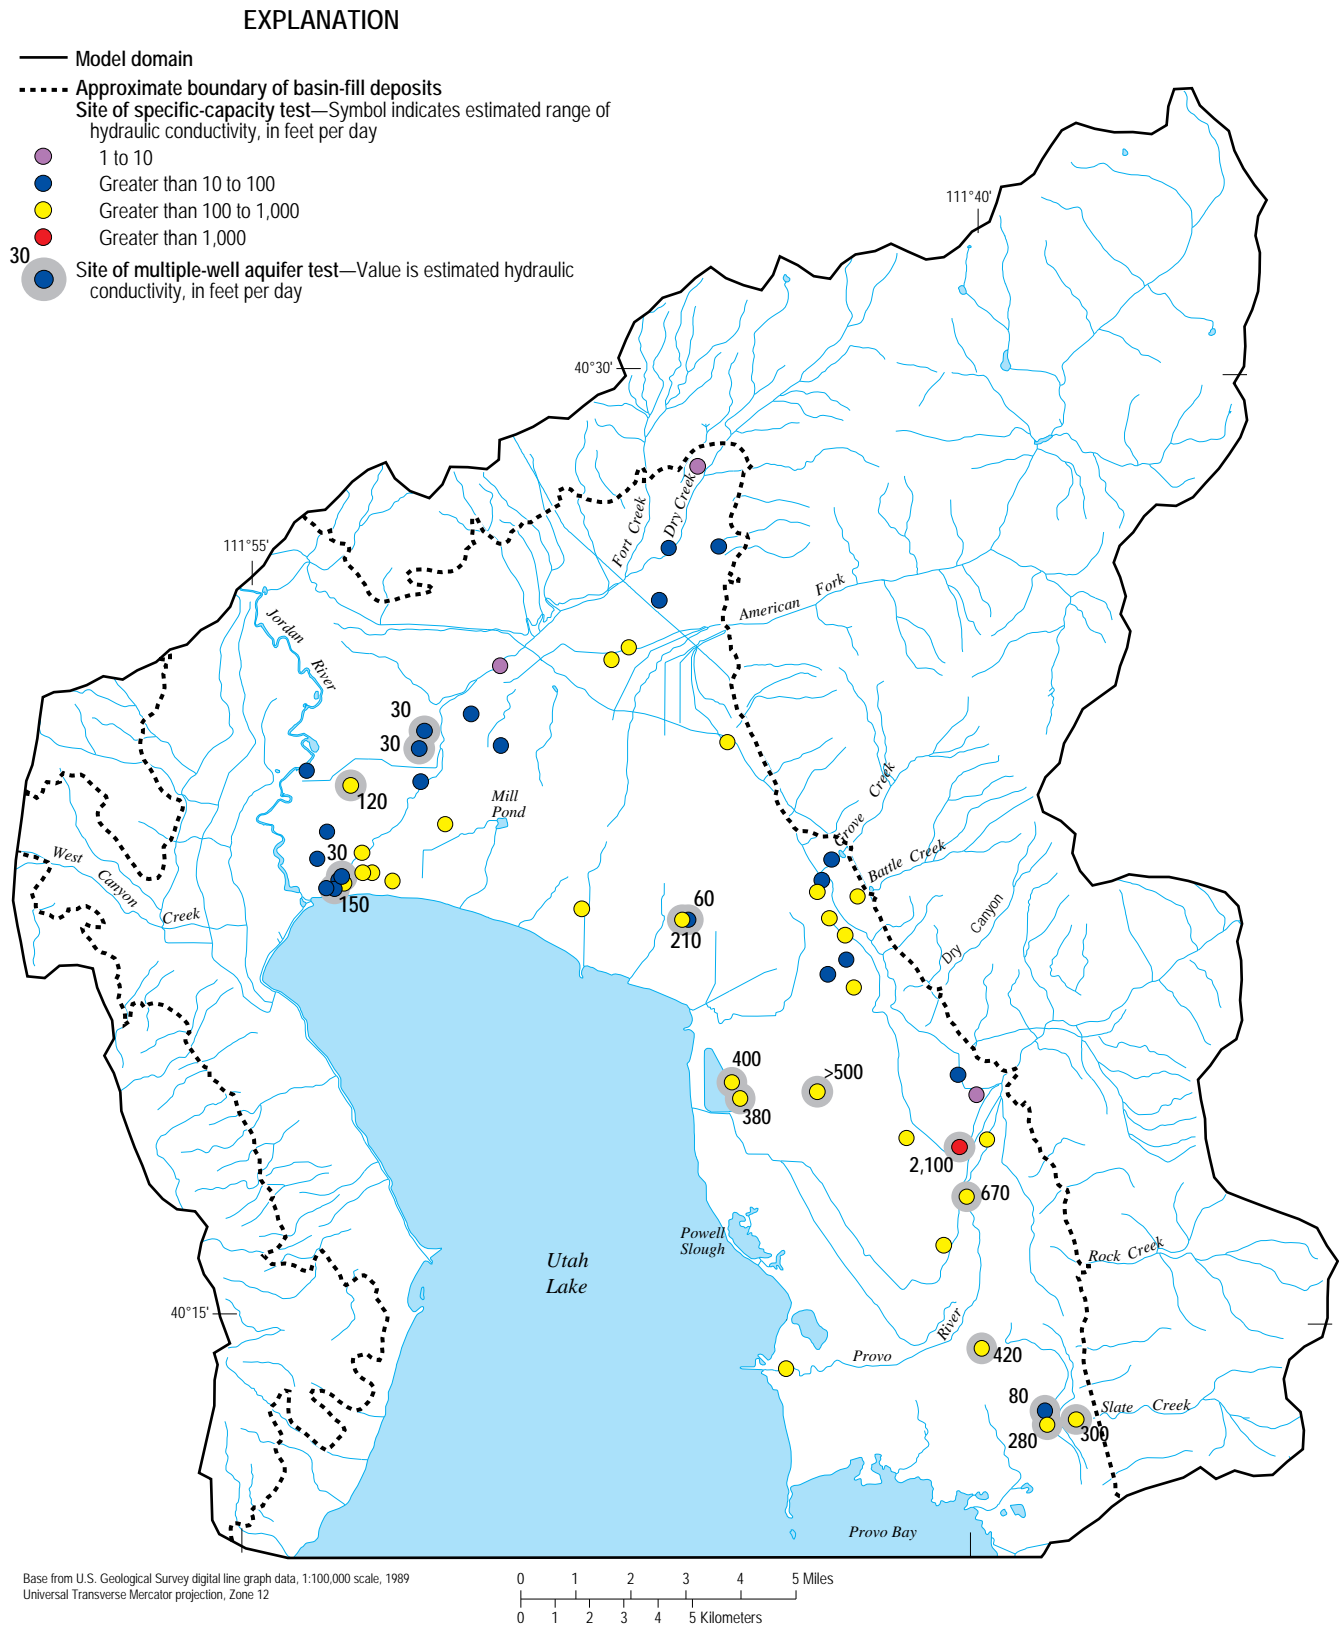 EXPLANATION
Model domain
Approximate boundary of basin-fill deposits
Site of specific-capacity test—Symbol indicates estimated range of
hydraulic conductivity, in feet per day
1 to 10
Greater than 10 to 100
Greater than 100 to 1,000
Greater than 1,000
30
Site of multiple-well aquifer test—Value is estimated hydraulic
conductivity, in feet per day
111°40'
40°30'
111°55'
Fort Creek
Dry Creek
American Fork
Jordan
River
30
30
120
Mill
Pond
Grove Creek
Battle Creek
West
Canyon
Creek
30
150
60
210
Dry Canyon
400
380
>500
2,100
670
Powell
Slough
Utah
Lake
Rock Creek
40°15'
Provo River
420
80
280
300
Slate Creek
Provo Bay
Base from U.S. Geological Survey digital line graph data, 1:100,000 scale, 1989
Universal Transverse Mercator projection, Zone 12
0 1 2 3 4 5 Miles
0 1 2 3 4 5 Kilometers